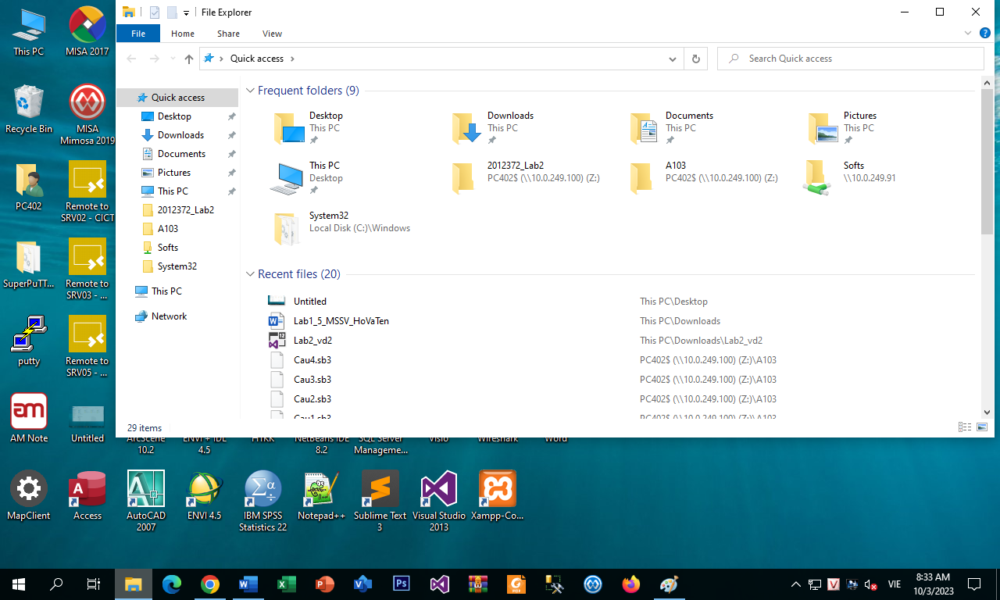 File Explorer
File
Home
Share
View
Quick access
Search Quick access
This PC
MISA 2017
Recycle Bin
MISA
Mimosa 2019
PC402
Remote to
SRV02 - CICT
SuperPuTT...
Remote to
SRV03 - ...
putty
Remote to
SRV05 - ...
AM Note
Untitled
Quick access
Desktop
Downloads
Documents
Pictures
This PC
2012372_Lab2
A103
Softs
System32
This PC
Network
Frequent folders (9)
Desktop
This PC
Downloads
This PC
Documents
This PC
Pictures
This PC
This PC
Desktop
2012372_Lab2
PC402$ (\\10.0.249.100) (Z:)
A103
PC402$ (\\10.0.249.100) (Z:)
Softs
\\10.0.249.91
System32
Local Disk (C:)\Windows
Recent files (20)
Untitled
This PC\Desktop
Lab1_5_MSSV_HoVaTen
This PC\Downloads
Lab2_vd2
This PC\Downloads\Lab2_vd2
Cau4.sb3
PC402$ (\\10.0.249.100) (Z:)\A103
Cau3.sb3
PC402$ (\\10.0.249.100) (Z:)\A103
Cau2.sb3
PC402$ (\\10.0.249.100) (Z:)\A103
Cau1.sb3
PC402$ (\\10.0.249.100) (Z:)\A103
29 items
ArcScene
10.2
ENVI + IDL
4.5
HTKK
NetBeans IDE
8.2
SQL Server
Manageme...
Visio
Wireshark
Word
MapClient
Access
AutoCAD
2007
ENVI 4.5
IBM SPSS
Statistics 22
Notepad++
Sublime Text
3
Visual Studio
2013
Xampp-Co...
VIE
8:33 AM
10/3/2023